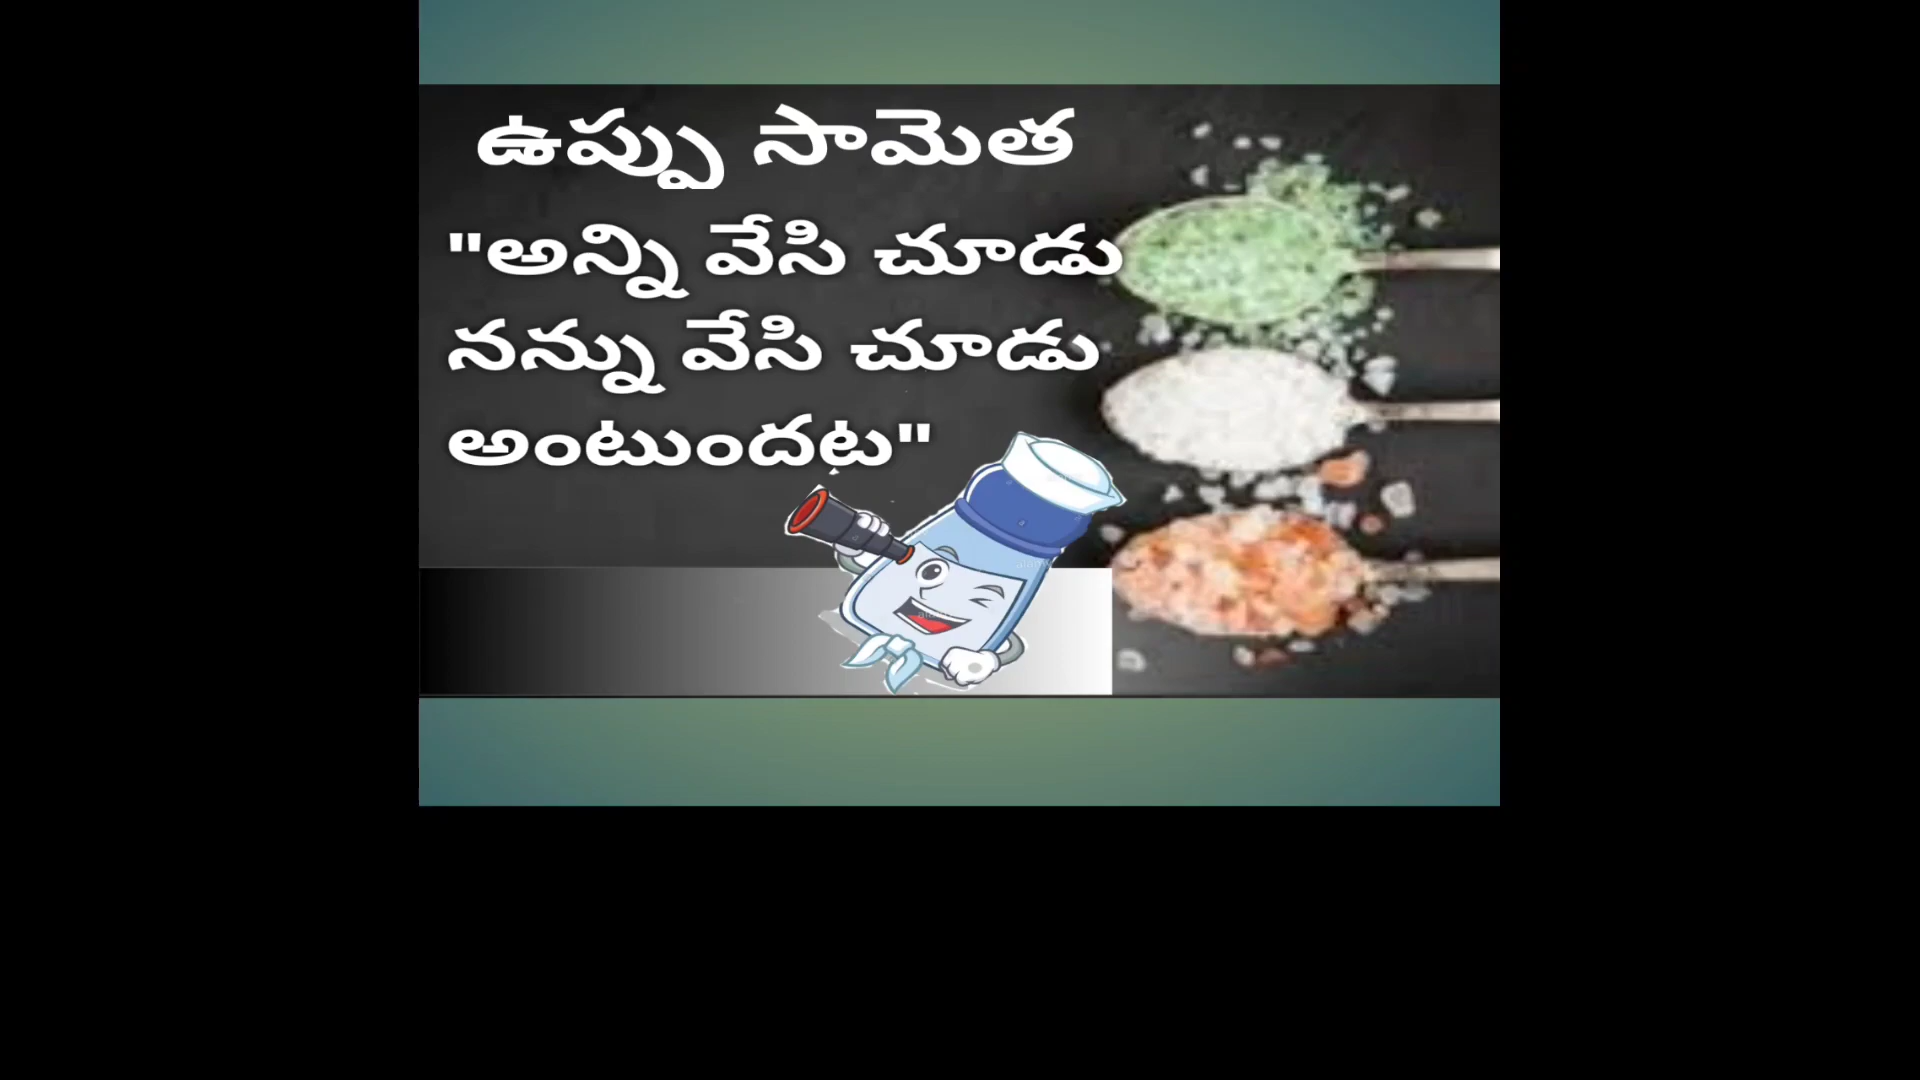 ఉప్పు సామెత
"అన్ని వేసి చూడు
నన్ను వేసి చూడు
అంటుందట"